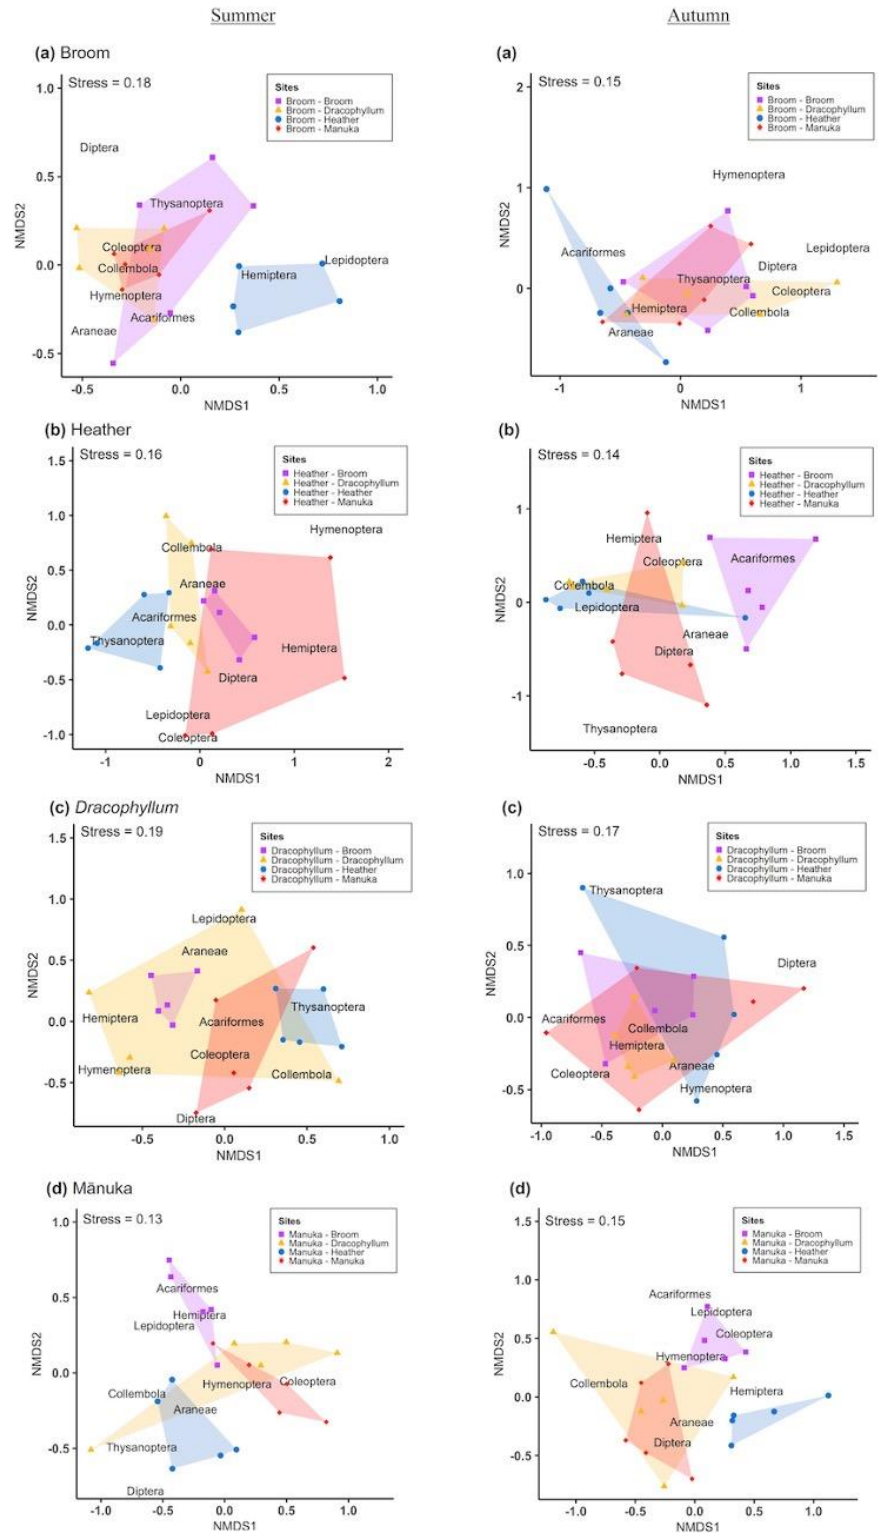 Summer
Autumn
(a) Broom
Stress = 0.18
Sites
Broom - Broom
Broom - Dracophyllum
Broom - Heather
Broom - Manuka
Diptera
Thysanoptera
Coleoptera
Collembola
Hymenoptera
Acariformes
Araneae
Hemiptera
Lepidoptera
NMDS2
1.0
0.5
0.0
-0.5
-0.5
0.0
0.5
1.0
NMDS1
(a)
Stress = 0.15
Sites
Broom - Broom
Broom - Dracophyllum
Broom - Heather
Broom - Manuka
Hymenoptera
Acariformes
Lepidoptera
Diptera
Thysanoptera
Coleoptera
Hemiptera
Collembola
Araneae
NMDS2
2
1
0
-1
0
1
NMDS1
(b) Heather
Stress = 0.16
Sites
Heather - Broom
Heather - Dracophyllum
Heather - Heather
Heather - Manuka
Hymenoptera
Collembola
Araneae
Acariformes
Thysanoptera
Hemiptera
Diptera
Lepidoptera
Coleoptera
NMDS2
1.5
1.0
0.5
0.0
-0.5
-1.0
-1
0
1
2
NMDS1
(b)
Stress = 0.14
Sites
Heather - Broom
Heather - Dracophyllum
Heather - Heather
Heather - Manuka
Hemiptera
Coleoptera
Acariformes
Collembola
Lepidoptera
Araneae
Diptera
Thysanoptera
NMDS2
1
0
-1
-0.5
0.0
0.5
1.0
1.5
NMDS1
(c) Dracophyllum
Stress = 0.19
Sites
Dracophyllum - Broom
Dracophyllum - Dracophyllum
Dracophyllum - Heather
Dracophyllum - Manuka
Lepidoptera
Araneae
Hemiptera
Acariformes
Thysanoptera
Coleoptera
Hymenoptera
Collembola
Diptera
NMDS2
1.5
1.0
0.5
0.0
-0.5
-0.5
0.0
0.5
1.0
NMDS1
(c)
Stress = 0.17
Sites
Dracophyllum - Broom
Dracophyllum - Dracophyllum
Dracophyllum - Heather
Dracophyllum - Manuka
Thysanoptera
Diptera
Acariformes
Collembola
Hemiptera
Coleoptera
Araneae
Hymenoptera
NMDS2
1.0
0.5
0.0
-0.5
-1.0
-0.5
0.0
0.5
1.0
1.5
NMDS1
(d) Mānuka
Stress = 0.13
Sites
Manuka - Broom
Manuka - Dracophyllum
Manuka - Heather
Manuka - Manuka
Acariformes
Hemiptera
Lepidoptera
Hymenoptera
Coleoptera
Collembola
Araneae
Thysanoptera
Diptera
NMDS2
1.0
0.5
0.0
-0.5
-1.0
-0.5
0.0
0.5
1.0
NMDS1
(d)
Stress = 0.15
Sites
Manuka - Broom
Manuka - Dracophyllum
Manuka - Heather
Manuka - Manuka
Acariformes
Lepidoptera
Coleoptera
Hymenoptera
Collembola
Hemiptera
Araneae
Diptera
NMDS2
1.5
1.0
0.5
0.0
-0.5
-1.0
-0.5
0.0
0.5
1.0
NMDS1